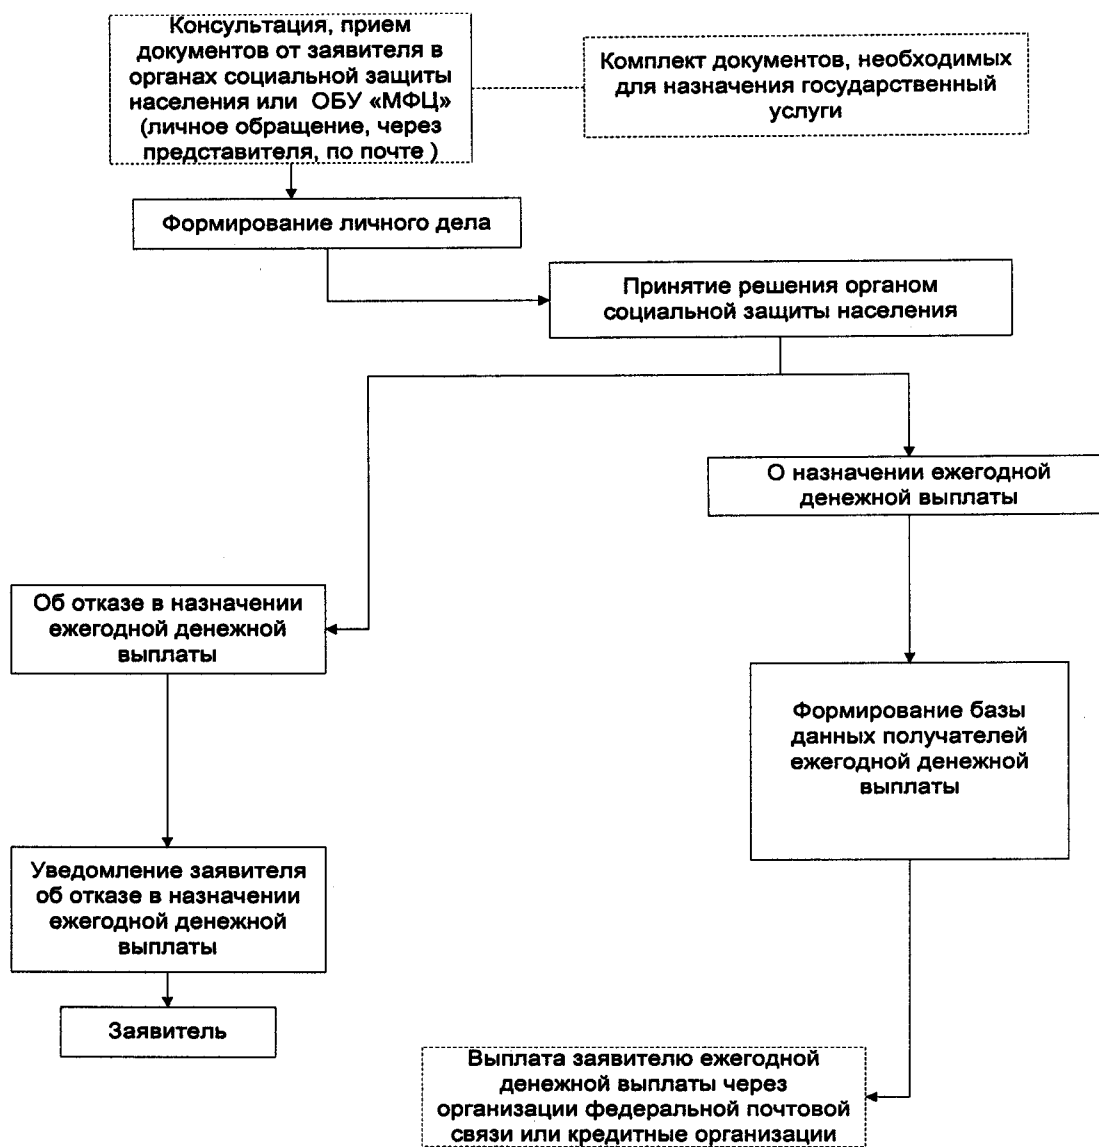 Консультация, прием
документов от заявителя в
органах социальной защиты
населения или ОБУ «МФЦ»
(личное обращение, через
представителя, по почте )
Комплект документов, необходимых
для назначения государственный
услуги
Формирование личного дела
Принятие решения органом
социальной защиты населения
О назначении ежегодной
денежной выплаты
Об отказе в назначении
ежегодной денежной
выплаты
Формирование базы
данных получателей
ежегодной денежной
выплаты
Уведомление заявителя
об отказе в назначении
ежегодной денежной
выплаты
Заявитель
Выплата заявителю ежегодной
денежной выплаты через
организации федеральной почтовой
связи или кредитные организации